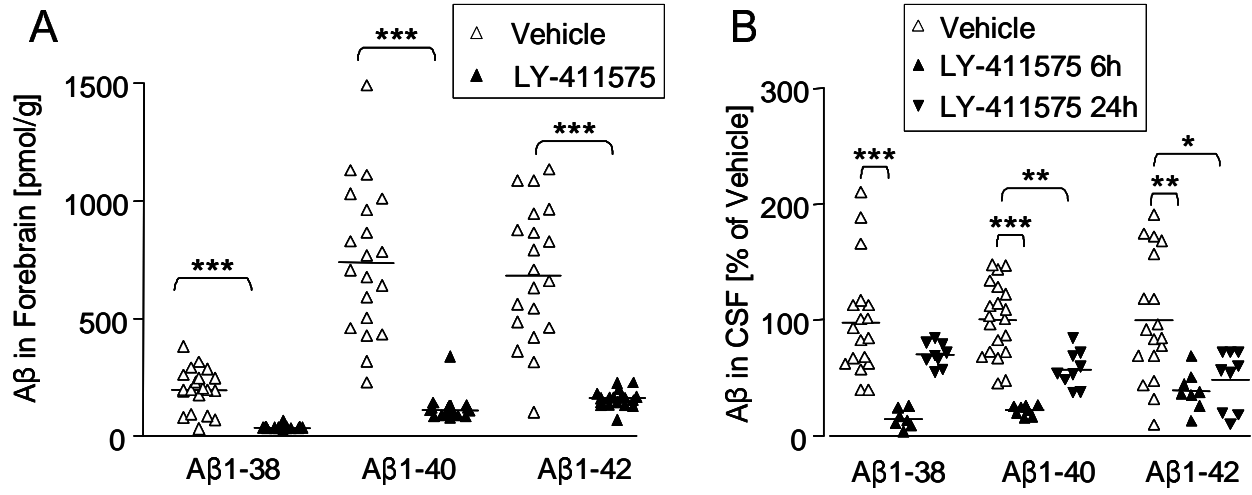 A
***
△ Vehicle
▲ LY-411575
Aβ in Forebrain [pmol/g]
1500
1000
500
0
***
***
Aβ1-38
Aβ1-40
Aβ1-42
B
△ Vehicle
▲ LY-411575 6h
▼ LY-411575 24h
Aβ in CSF [% of Vehicle]
300
200
100
0
***
**
***
*
**
Aβ1-38
Aβ1-40
Aβ1-42